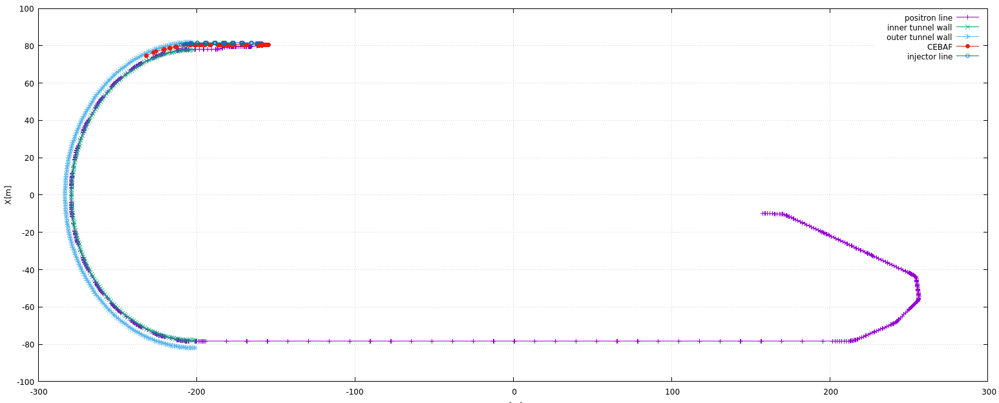 100
80
60
40
20
0
-20
-40
-60
-80
-100
X[m]
positron line
inner tunnel wall
outer tunnel wall
CEBAF
injector line
-300 -200 -100 0 100 200 300